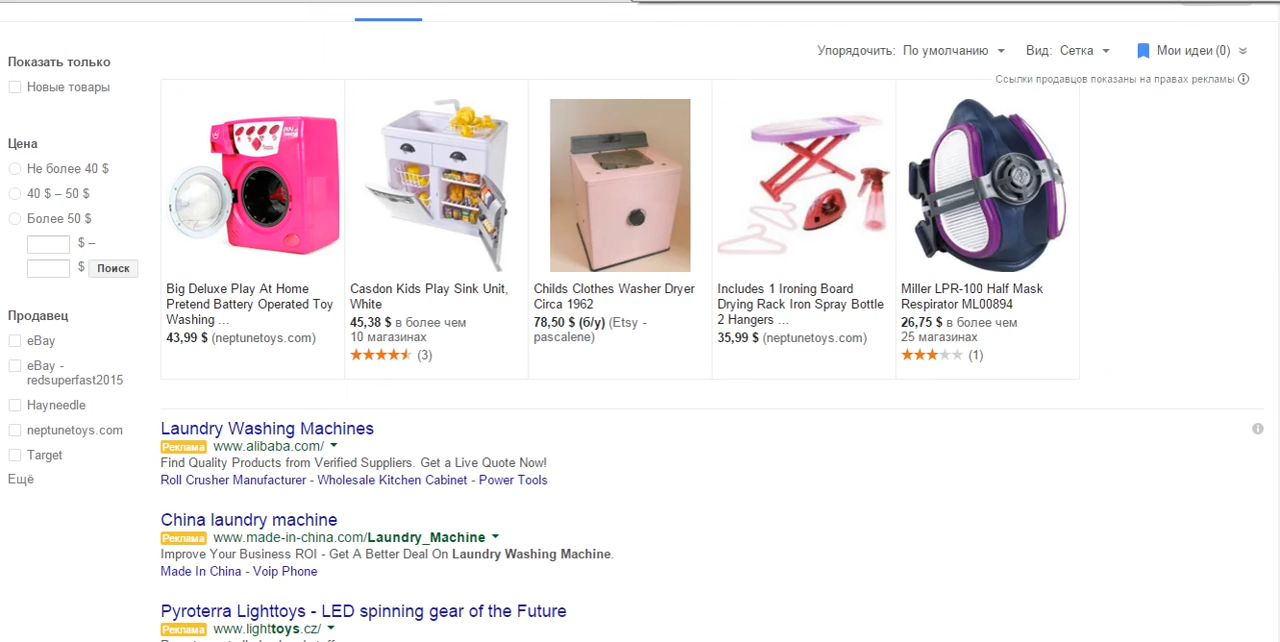 Упорядочить: По умолчанию Вид: Сетка Мои идеи (0)
Ссылки продавцов показаны на правах рекламы
Показать только
Новые товары
Цена
Не более 40 $
40 $ – 50 $
Более 50 $
$ –
$ Поиск
Продавец
eBay
eBay -
redsuperfast2015
Hayneedle
neptunetoys.com
Target
Ещё
Big Deluxe Play At Home
Pretend Battery Operated Toy
Washing ...
43,99 $ (neptunetoys.com)
Casdon Kids Play Sink Unit,
White
45,38 $ в более чем
10 магазинах
(3)
Childs Clothes Washer Dryer
Circa 1962
78,50 $ (б/у) (Etsy -
pascalene)
Includes 1 Ironing Board
Drying Rack Iron Spray Bottle
2 Hangers ...
35,99 $ (neptunetoys.com)
Miller LPR-100 Half Mask
Respirator ML00894
26,75 $ в более чем
25 магазинах
(1)
Laundry Washing Machines
Реклама www.alibaba.com/
Find Quality Products from Verified Suppliers. Get a Live Quote Now!
Roll Crusher Manufacturer - Wholesale Kitchen Cabinet - Power Tools
China laundry machine
Реклама www.made-in-china.com/Laundry_Machine
Improve Your Business ROI - Get A Better Deal On Laundry Washing Machine.
Made In China - Voip Phone
Pyroterra Lighttoys - LED spinning gear of the Future
Реклама www.lighttoys.cz/